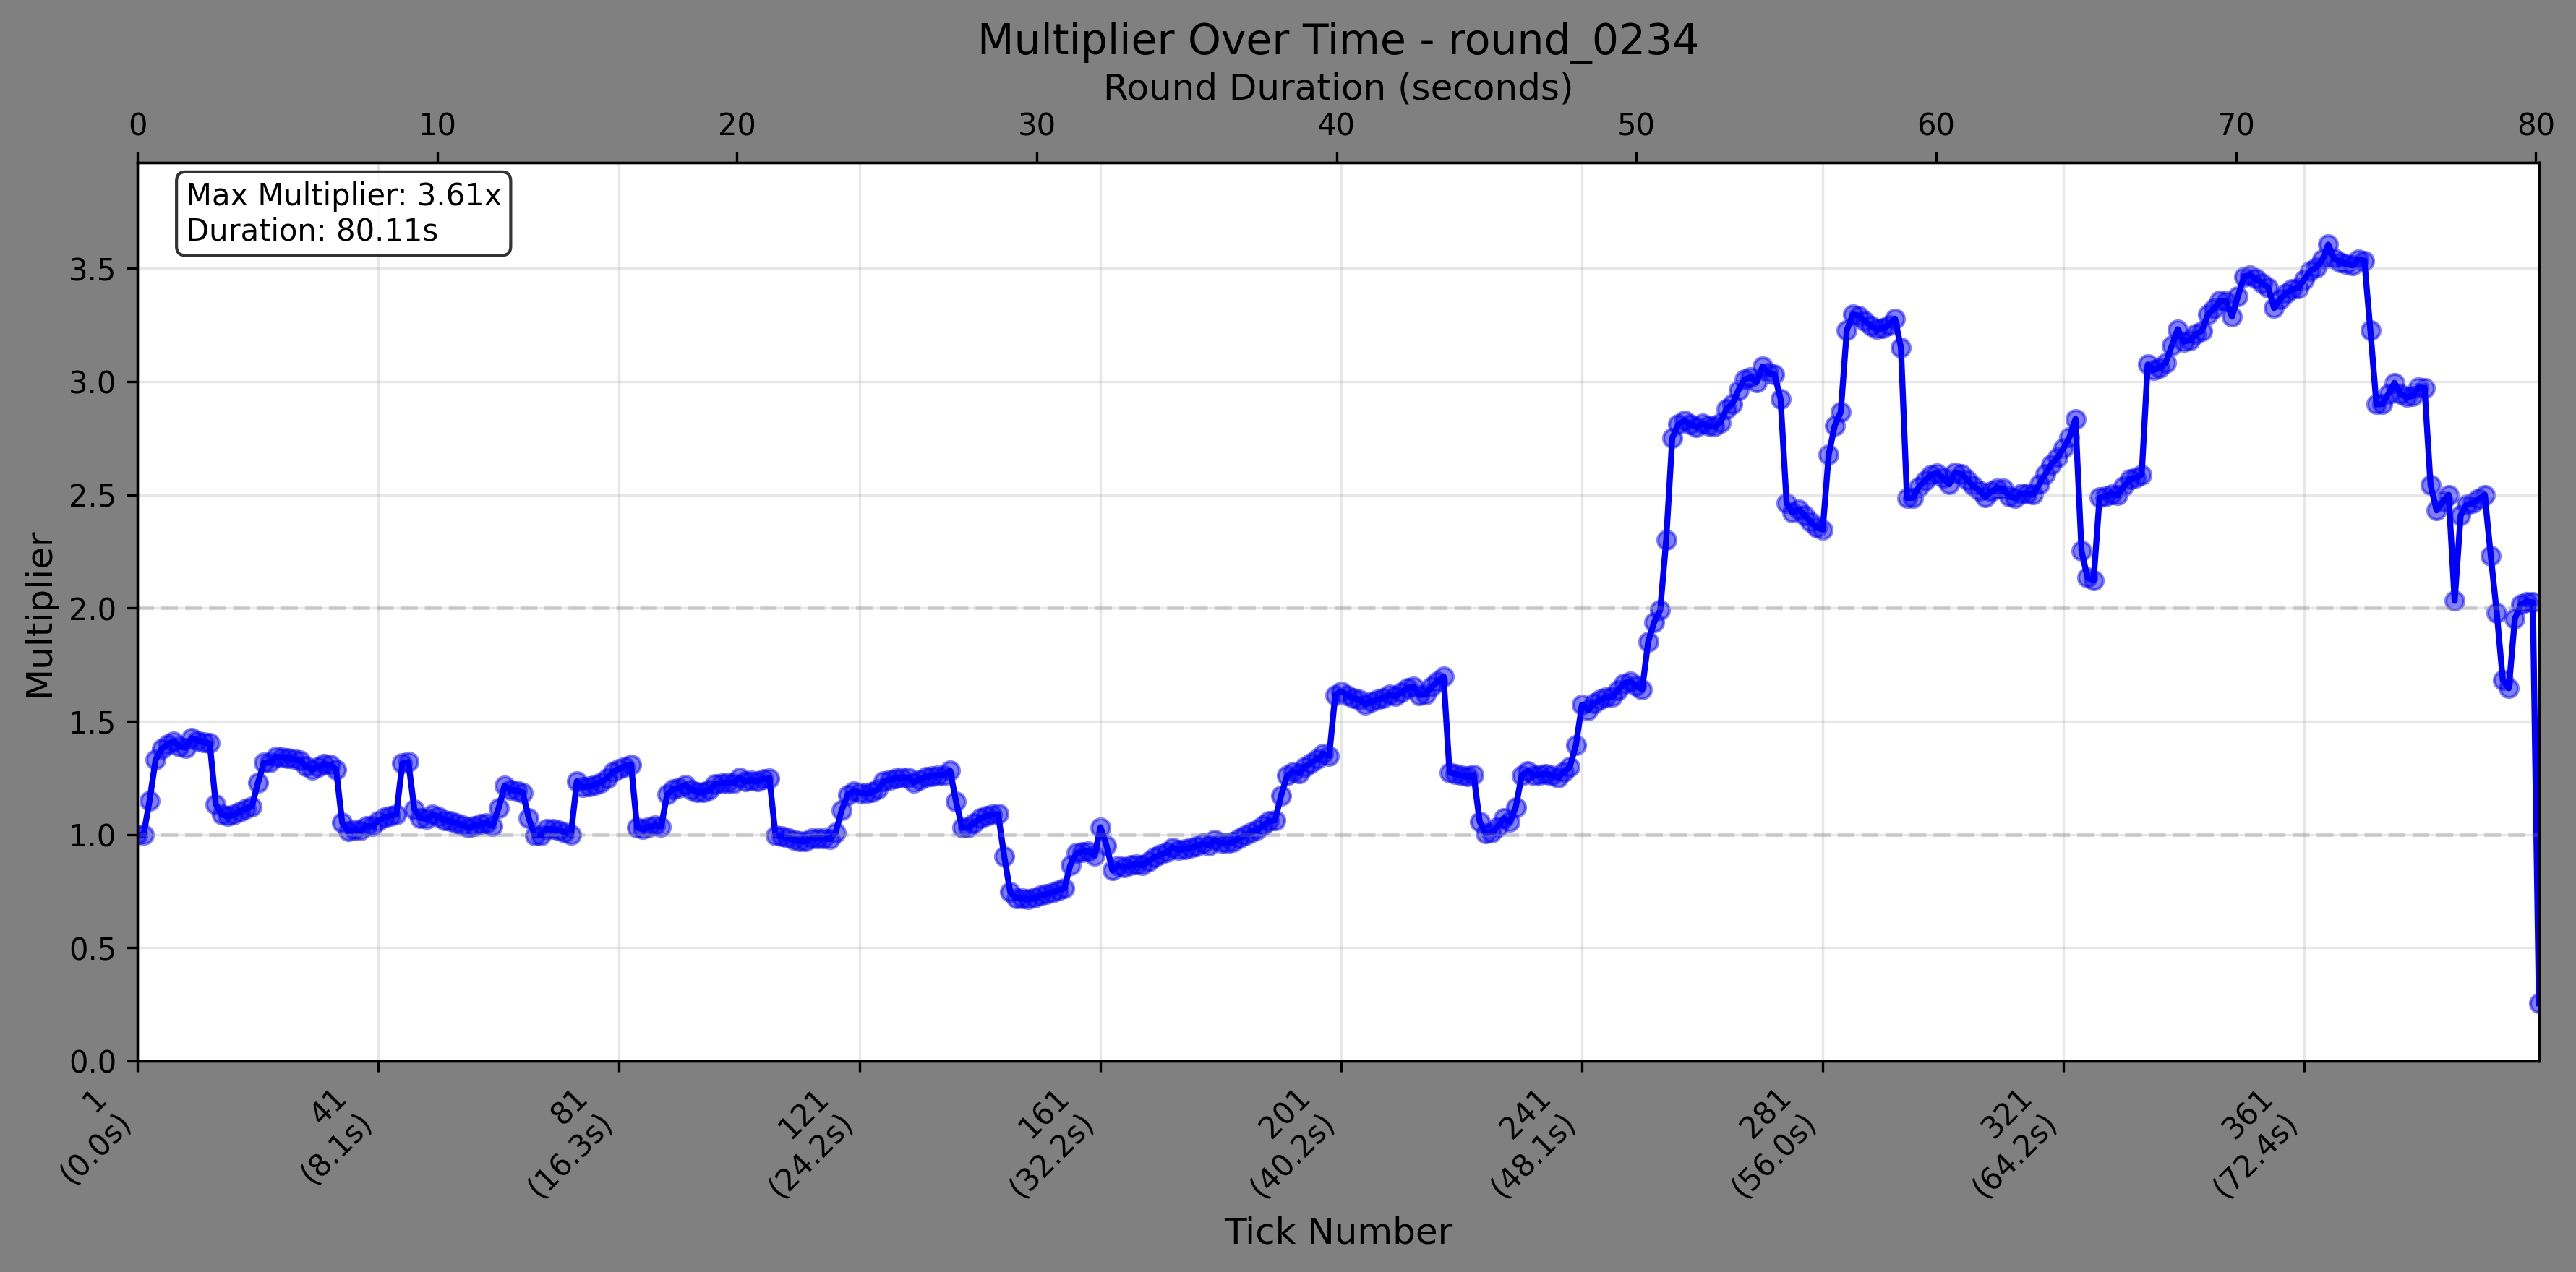 Multiplier Over Time - round_0234
Round Duration (seconds)
0 10 20 30 40 50 60 70 80
Max Multiplier: 3.61x
Duration: 80.11s
Multiplier
3.5
3.0
2.5
2.0
1.5
1.0
0.5
0.0
1 41 81 121 161 201 241 281 321 361
(0.0s) (8.1s) (16.3s) (24.2s) (32.2s) (40.2s) (48.1s) (56.0s) (64.2s) (72.4s)
Tick Number